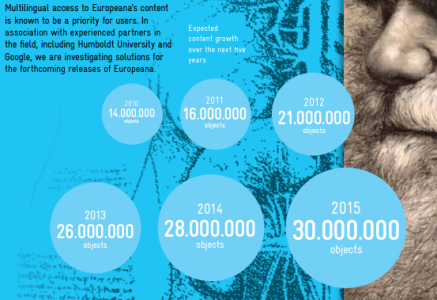 Multilingual access to Europeana's content
is known to be a priority for users. In
association with experienced partners in
the field, including Humboldt University and
Google, we are investigating solutions for
the forthcoming releases of Europeana.
Expected
content growth
over the next five
years
2010
14.000.000
objects
2011
16.000.000
objects
2012
21.000.000
objects
2013
26.000.000
objects
2014
28.000.000
objects
2015
30.000.000
objects